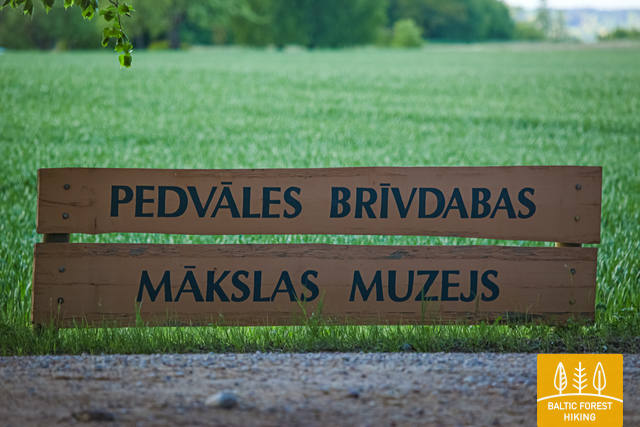 PEDVĀLES BRĪVDABAS
MĀKSLAS MUZEJS
BALTIC FOREST
HIKING